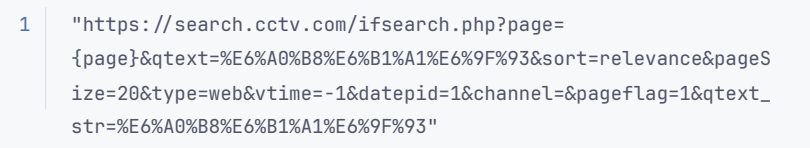 1 "https://search.cctv.com/ifsearch.php?page=
{page}&qtext=%E6%A0%B8%E6%B1%A1%E6%9F%93&sort=relevance&pageS
ize=20&type=web&vtime=-1&datepid=1&channel=&pageflag=1&qtext_
str=%E6%A0%B8%E6%B1%A1%E6%9F%93"